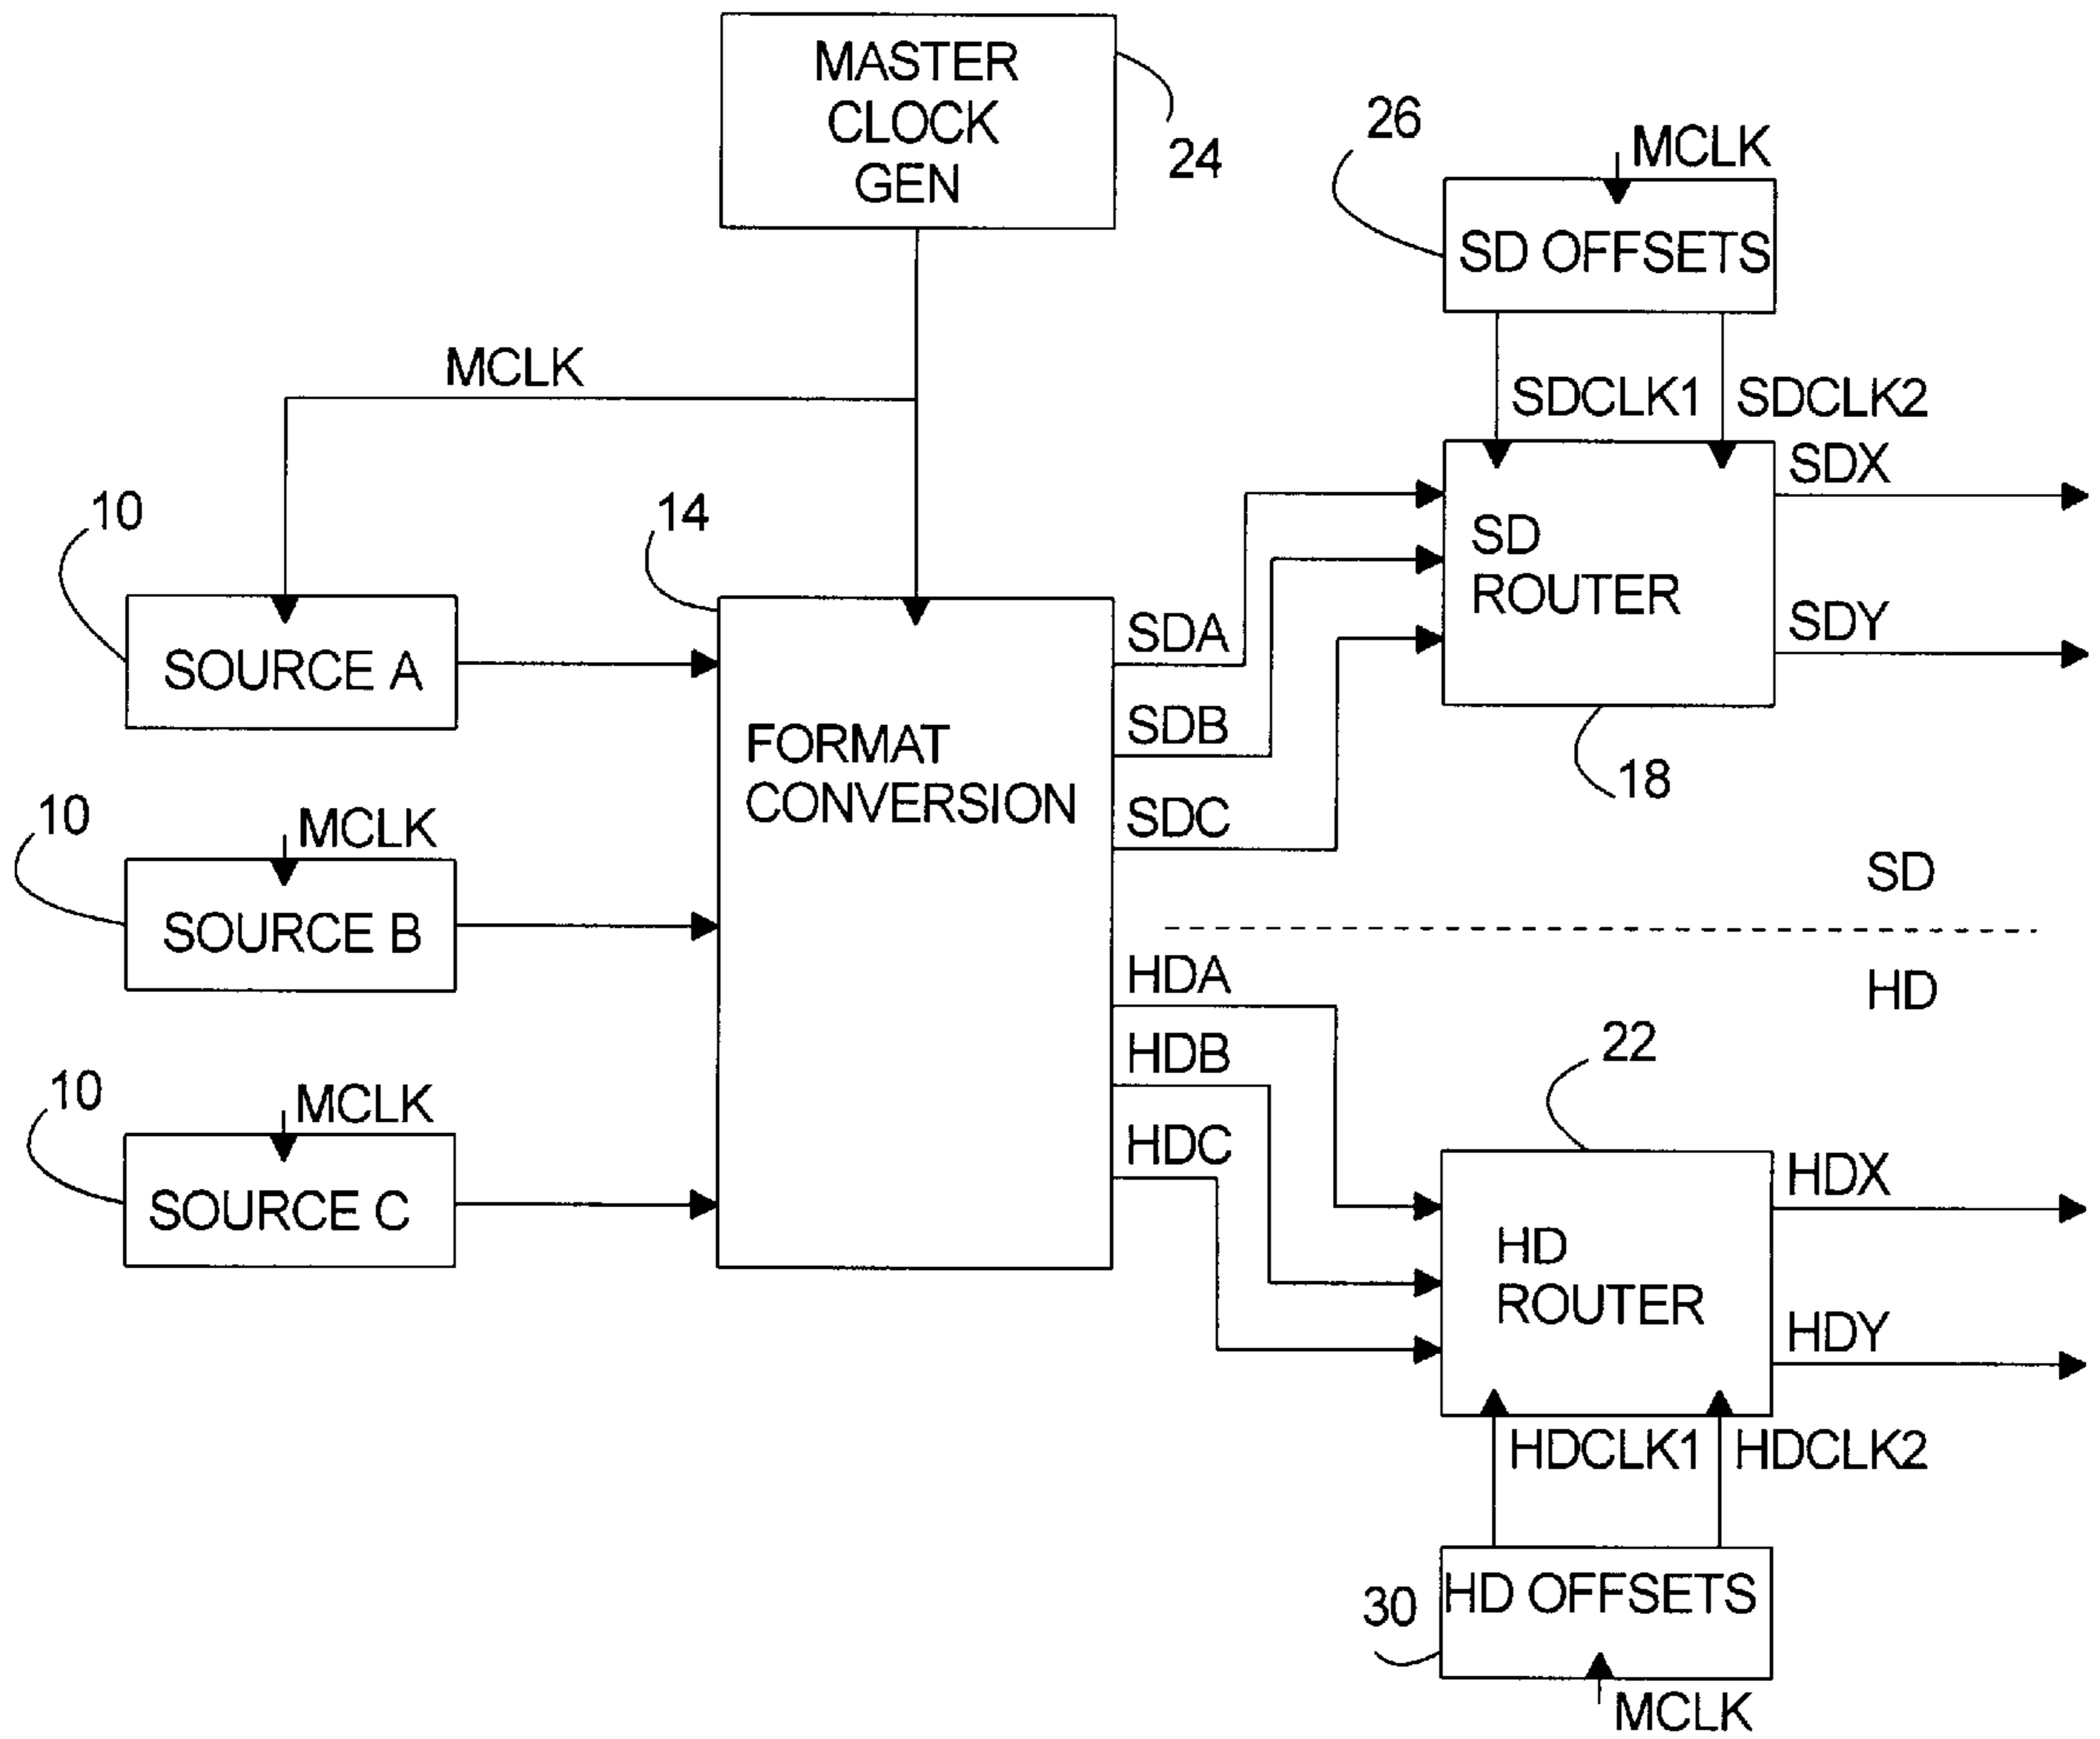 MASTER
CLOCK
GEN
24
26
MCLK
SD OFFSETS
MCLK
SDCLK1
SDCLK2
10
14
SDX
SD
ROUTER
SDY
SOURCE A
SDA
FORMAT
CONVERSION
SDB
18
10
MCLK
SDC
SD
SOURCE B
HDA
HD
HDB
22
10
MCLK
HDC
HDX
SOURCE C
HD
ROUTER
HDY
HDCLK1
HDCLK2
30
HD OFFSETS
MCLK